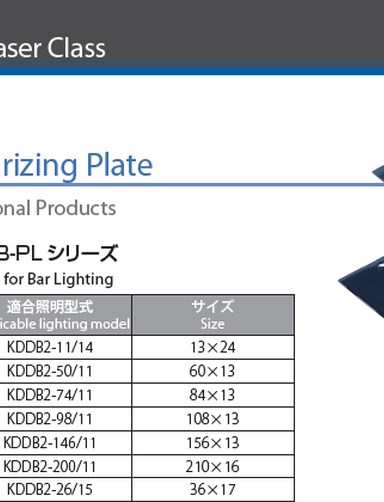 aser Class
rizing Plate
onal Products
B-PL シリーズ
for Bar Lighting
適合照明型式 サイズ
icable lighting model Size
KDDB2-11/14 13×24
KDDB2-50/11 60×13
KDDB2-74/11 84×13
KDDB2-98/11 108×13
KDDB2-146/11 156×13
KDDB2-200/11 210×16
KDDB2-26/15 36×17